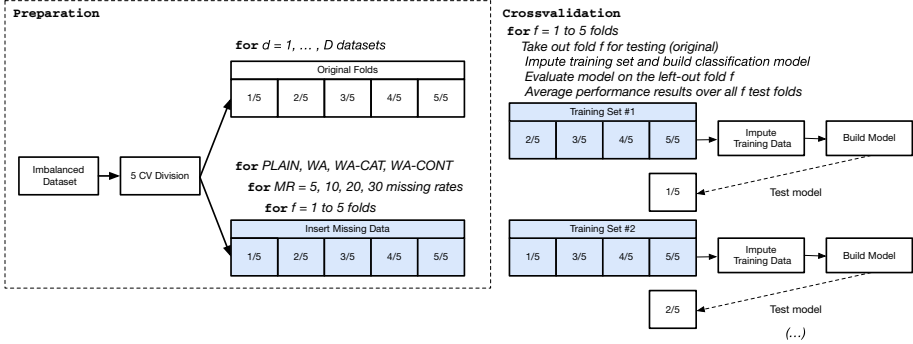 Preparation
for d = 1, … , D datasets
Original Folds
1/5 2/5 3/5 4/5 5/5
Imbalanced
Dataset
5 CV Division
for PLAIN, WA, WA-CAT, WA-CONT
for MR = 5, 10, 20, 30 missing rates
for f = 1 to 5 folds
Insert Missing Data
1/5 2/5 3/5 4/5 5/5
Crossvalidation
for f = 1 to 5 folds
Take out fold f for testing (original)
Impute training set and build classification model
Evaluate model on the left-out fold f
Average performance results over all f test folds
Training Set #1
2/5 3/5 4/5 5/5
Impute
Training Data
Build Model
1/5
Test model
Training Set #2
1/5 3/5 4/5 5/5
Impute
Training Data
Build Model
2/5
Test model
(…)